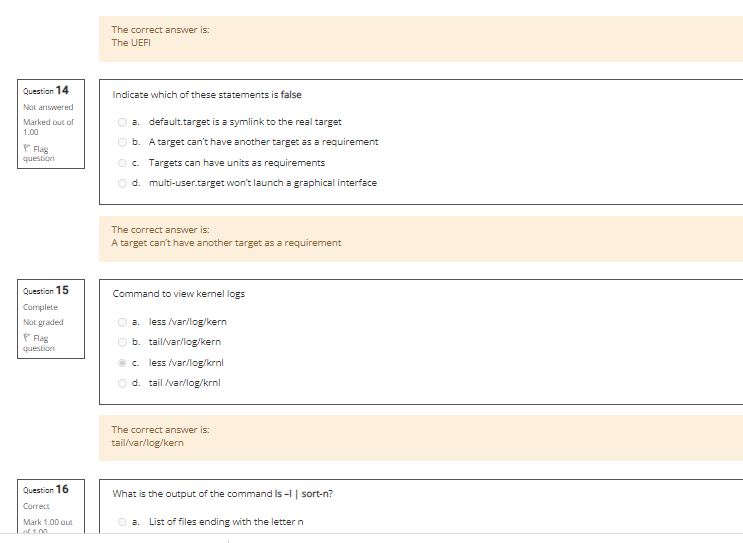 The correct answer is:
The UEFI
Question 14
Not answered
Marked out of
1.00
Flag
question
Indicate which of these statements is false
a. default.target is a symlink to the real target
b. A target can't have another target as a requirement
c. Targets can have units as requirements
d. multi-user.target won't launch a graphical interface
The correct answer is:
A target can't have another target as a requirement
Question 15
Complete
Not graded
Flag
question
Command to view kernel logs
a. less /var/log/kern
b. tail/var/log/kern
c. less /var/log/krnl
d. tail /var/log/krnl
The correct answer is:
tail/var/log/kern
Question 16
Correct
Mark 1.00 out
of 1.00
What is the output of the command ls –l | sort-n?
a. List of files ending with the letter n